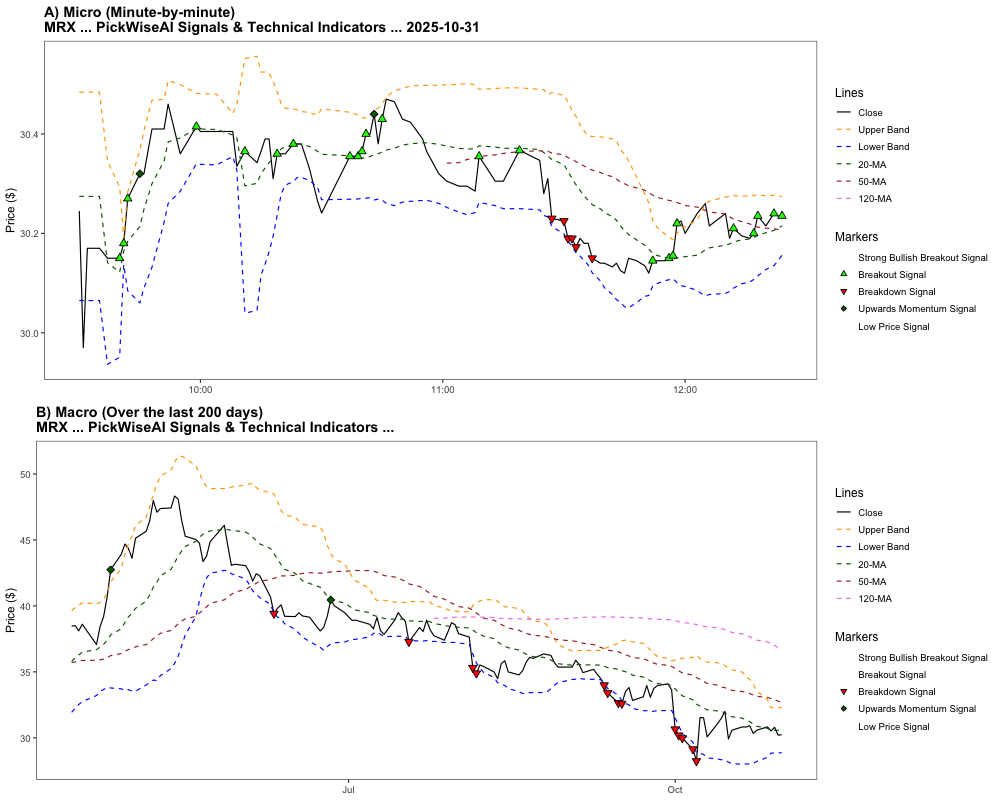 A) Micro (Minute-by-minute)
MRX ... PickWiseAI Signals & Technical Indicators ... 2025-10-31
Price ($)
30.4
30.2
30.0
10:00
11:00
12:00
Lines
Close
Upper Band
Lower Band
20-MA
50-MA
120-MA
Markers
Strong Bullish Breakout Signal
Breakout Signal
Breakdown Signal
Upwards Momentum Signal
Low Price Signal
B) Macro (Over the last 200 days)
MRX ... PickWiseAI Signals & Technical Indicators ...
Price ($)
50
45
40
35
30
Jul
Oct
Lines
Close
Upper Band
Lower Band
20-MA
50-MA
120-MA
Markers
Strong Bullish Breakout Signal
Breakout Signal
Breakdown Signal
Upwards Momentum Signal
Low Price Signal